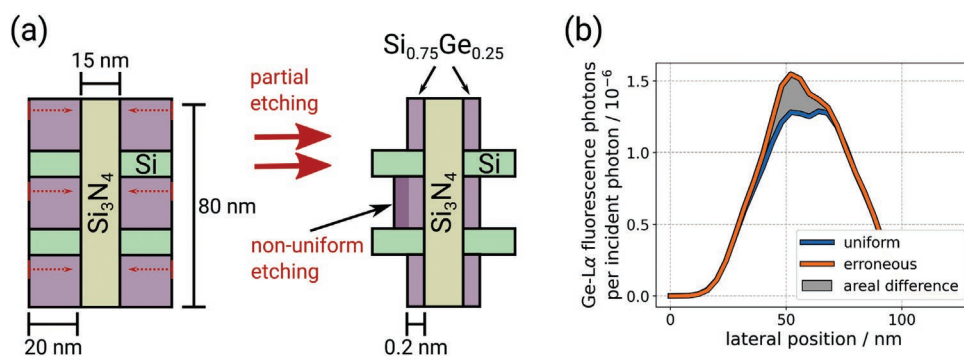 (a)
15 nm
Si₃N₄
Si
80 nm
20 nm
partial
etching
non-uniform
etching
Si₀.₇₅Ge₀.₂₅
Si₃N₄
Si
0.2 nm
(b)
Ge-Lα fluorescence photons
per incident photon / 10⁻⁶
1.5
1.0
0.5
0.0
uniform
erroneous
areal difference
0
50
100
lateral position / nm